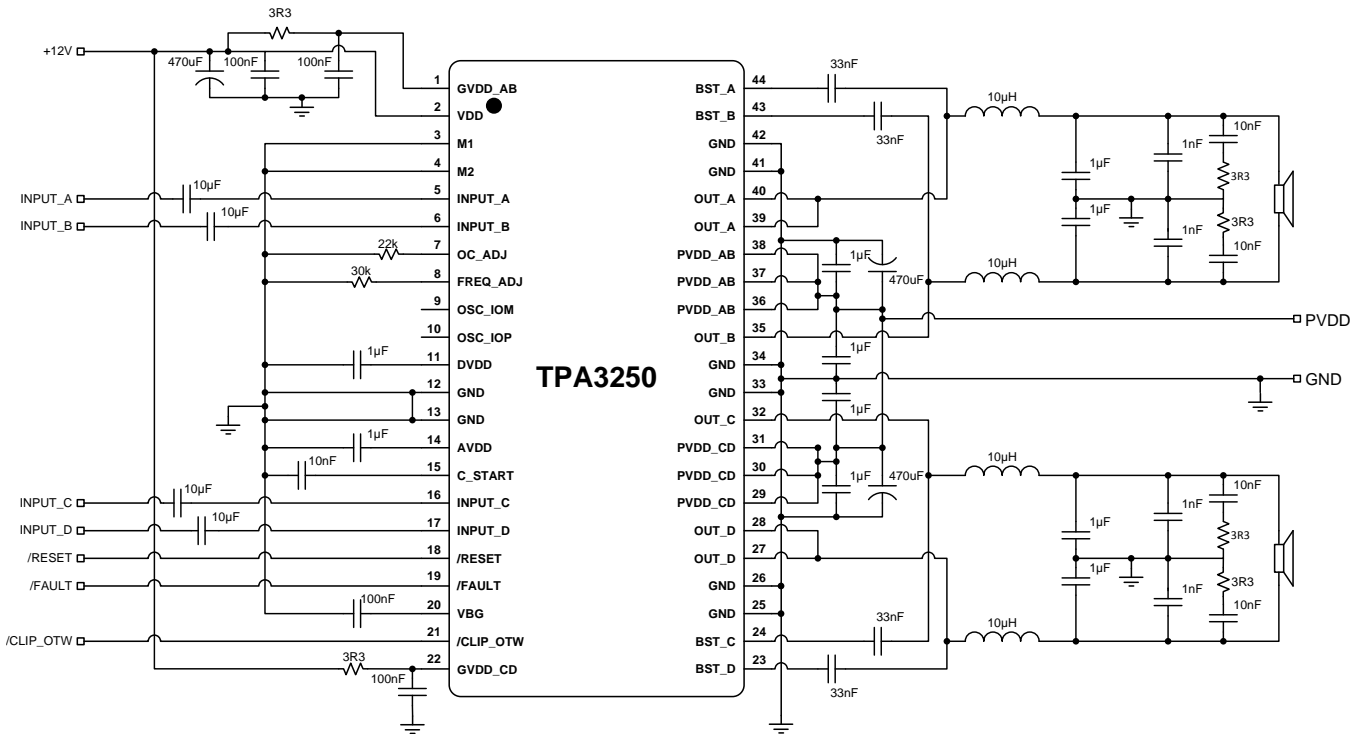 3R3
+12V
470uF
100nF
100nF
33nF
1 GVDD_AB
BST_A 44
10µH
2 VDD
BST_B 43
33nF
10nF
1nF
3 M1
GND 42
4 M2
GND 41
1µF
3R3
INPUT_A
10µF
5 INPUT_A
OUT_A 40
INPUT_B
10µF
6 INPUT_B
OUT_A 39
1µF
3R3
1nF
10nF
22k
7 OC_ADJ
PVDD_AB 38
1µF
30k
8 FREQ_ADJ
PVDD_AB 37
470uF
10µH
9 OSC_IOM
PVDD_AB 36
PVDD
10 OSC_IOP
OUT_B 35
1µF
11 DVDD
GND 34
1µF
TPA3250
12 GND
GND 33
GND
13 GND
OUT_C 32
1µF
1µF
14 AVDD
PVDD_CD 31
10µH
10nF
15 C_START
PVDD_CD 30
1µF
470uF
10nF
INPUT_C
10µF
16 INPUT_C
PVDD_CD 29
1nF
INPUT_D
10µF
17 INPUT_D
OUT_D 28
1µF
3R3
/RESET
18 /RESET
OUT_D 27
/FAULT
19 /FAULT
GND 26
1µF
3R3
1nF
10nF
100nF
20 VBG
GND 25
33nF
10µH
/CLIP_OTW
21 /CLIP_OTW
BST_C 24
3R3
100nF
22 GVDD_CD
BST_D 23
33nF